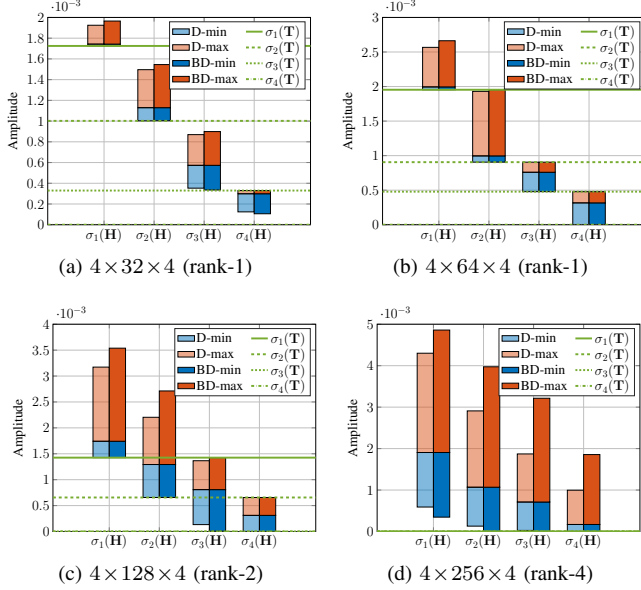 ·10⁻³
1.8
1.6
1.4
1.2
1
0.8
0.6
0.4
0.2
0
Amplitude
D-min
D-max
BD-min
BD-max
σ₁(T)
σ₂(T)
σ₃(T)
σ₄(T)
σ₁(H) σ₂(H) σ₃(H) σ₄(H)
(a) 4×32×4 (rank-1)
·10⁻³
3
2.5
2
1.5
1
0.5
0
Amplitude
D-min
D-max
BD-min
BD-max
σ₁(T)
σ₂(T)
σ₃(T)
σ₄(T)
σ₁(H) σ₂(H) σ₃(H) σ₄(H)
(b) 4×64×4 (rank-1)
·10⁻³
4
3.5
3
2.5
2
1.5
1
0.5
0
Amplitude
D-min
D-max
BD-min
BD-max
σ₁(T)
σ₂(T)
σ₃(T)
σ₄(T)
σ₁(H) σ₂(H) σ₃(H) σ₄(H)
(c) 4×128×4 (rank-2)
·10⁻³
5
4
3
2
1
0
Amplitude
D-min
D-max
BD-min
BD-max
σ₁(T)
σ₂(T)
σ₃(T)
σ₄(T)
σ₁(H) σ₂(H) σ₃(H) σ₄(H)
(d) 4×256×4 (rank-4)